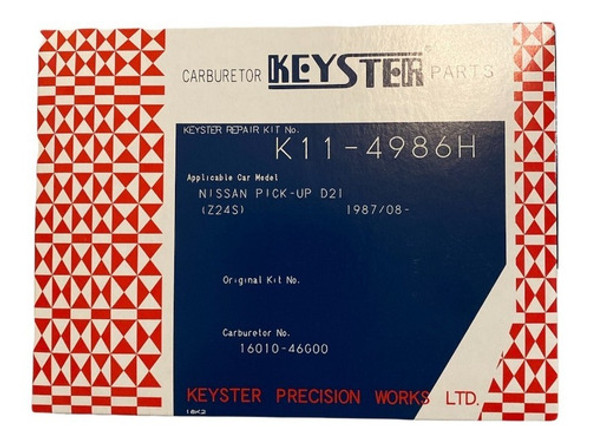 CARBURETOR KEYSTER PARTS
KEYSTER REPAIR KIT No.
K11-4986H
Applicable Car Model
NISSAN PICK-UP D21
(Z24S) 1987/08-
Original Kit No.
Carburetor No.
16010-46G00
KEYSTER PRECISION WORKS LTD.
18K2